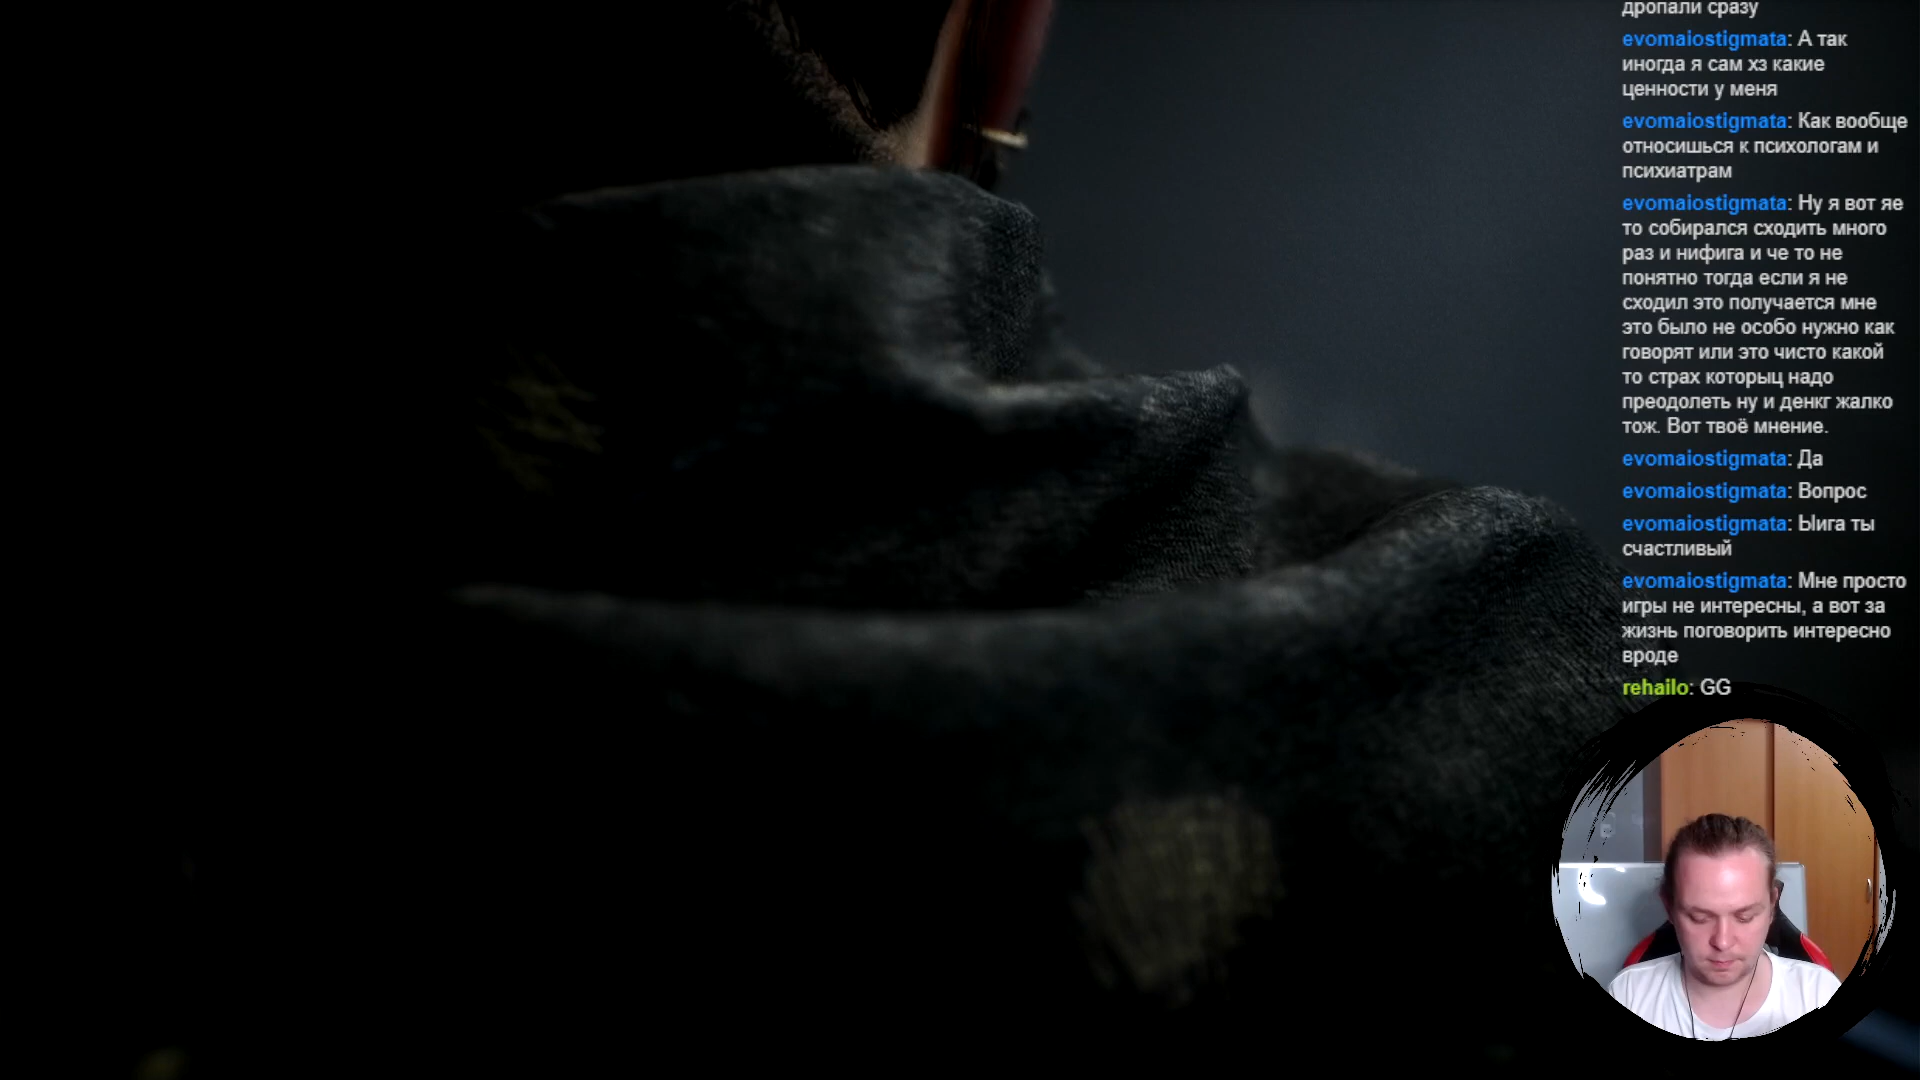 дропали сразу
evomaiostigmata: А так
иногда я сам хз какие
ценности у меня
evomaiostigmata: Как вообще
относишься к психологам и
психиатрам
evomaiostigmata: Ну я вот яе
то собирался сходить много
раз и нифига и че то не
понятно тогда если я не
сходил это получается мне
это было не особо нужно как
говорят или это чисто какой
то страх которыц надо
преодолеть ну и денкг жалко
тож. Вот твоё мнение.
evomaiostigmata: Да
evomaiostigmata: Вопрос
evomaiostigmata: Ыига ты
счастливый
evomaiostigmata: Мне просто
игры не интересны, а вот за
жизнь поговорить интересно
вроде
rehailo: GG